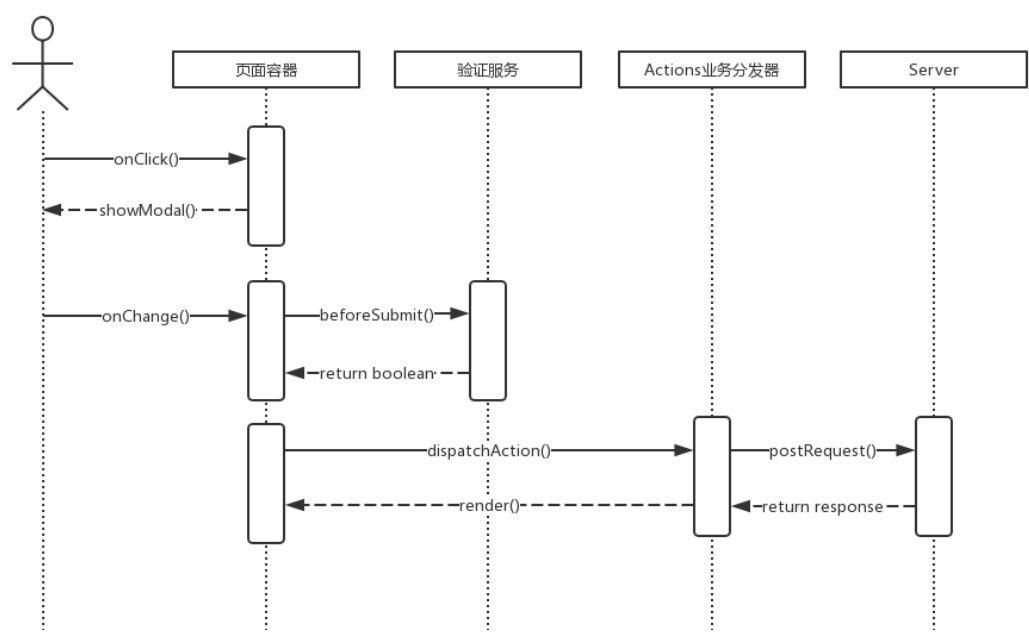 页面容器
验证服务
Actions业务分发器
Server
onClick()
showModal()
onChange()
beforeSubmit()
return boolean
dispatchAction()
postRequest()
render()
return response